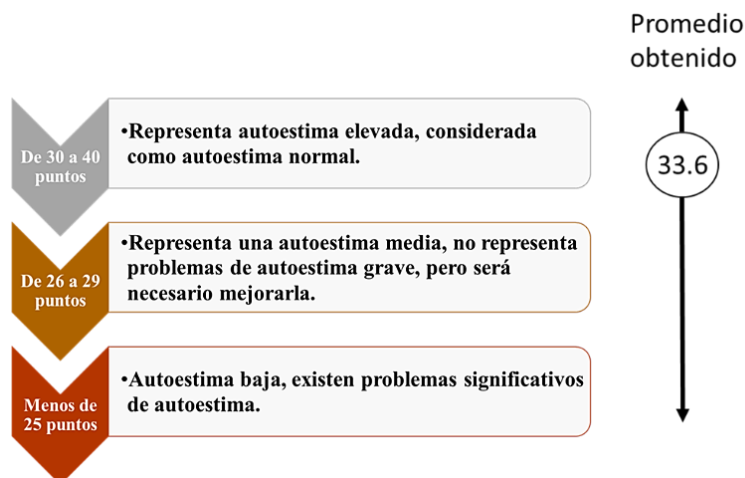 Promedio
obtenido
De 30 a 40
puntos
•Representa autoestima elevada, considerada
como autoestima normal.
33.6
De 26 a 29
puntos
•Representa una autoestima media, no representa
problemas de autoestima grave, pero será
necesario mejorarla.
Menos de
25 puntos
•Autoestima baja, existen problemas significativos
de autoestima.